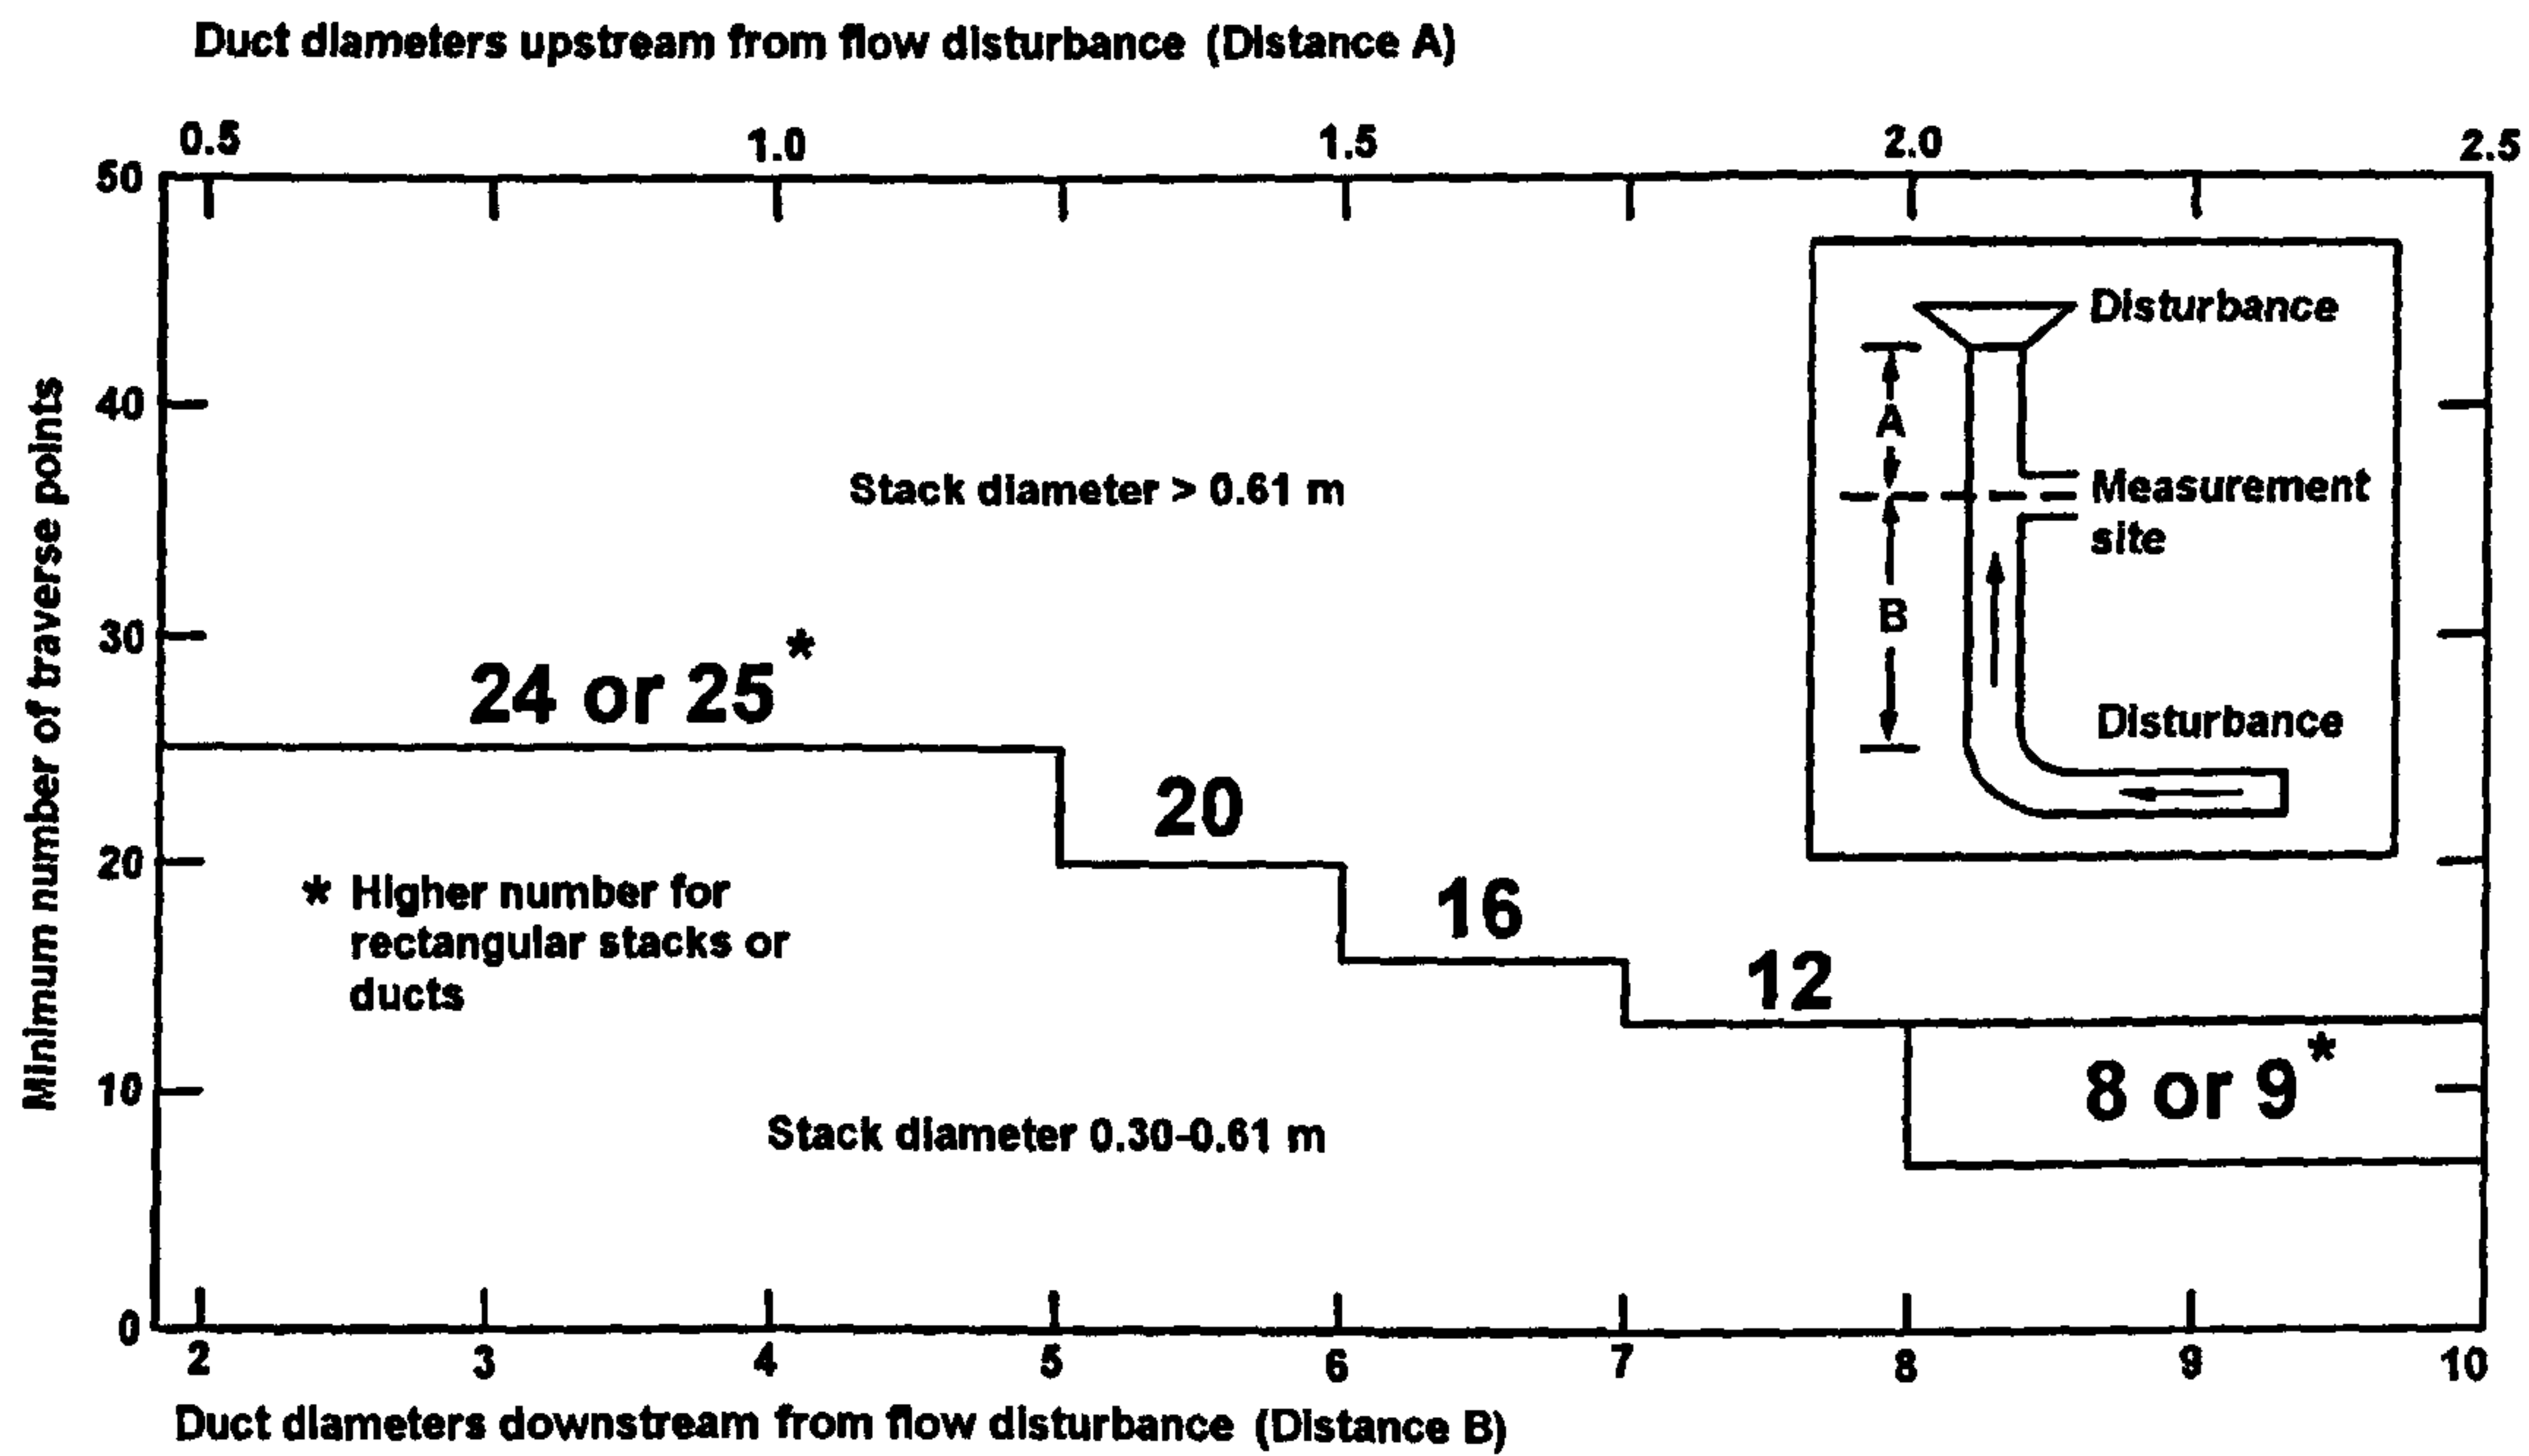 Duct diameters upstream from flow disturbance (Distance A)
0.5 1.0 1.5 2.0 2.5
50
40
30
20
10
0
Minimum number of traverse points
Stack diameter > 0.61 m
24 or 25*
20
16
12
8 or 9*
* Higher number for
rectangular stacks or
ducts
Stack diameter 0.30-0.61 m
Disturbance
A
Measurement
site
B
Disturbance
2 3 4 5 6 7 8 9 10
Duct diameters downstream from flow disturbance (Distance B)